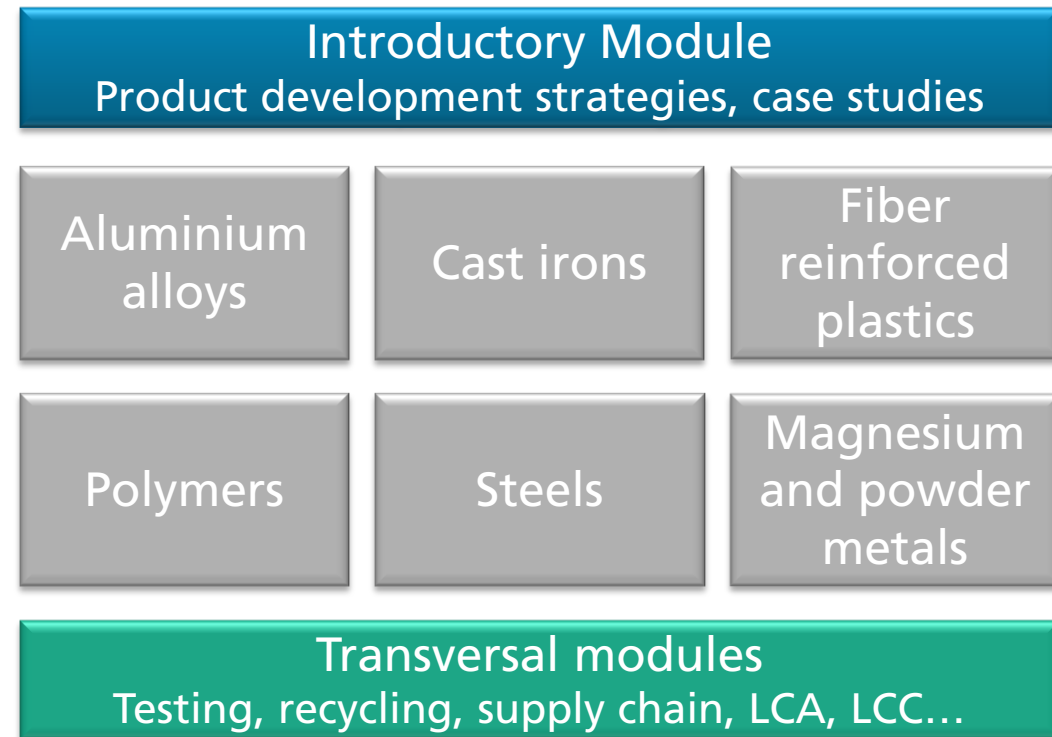 Introductory Module
Product development strategies, case studies
Aluminium
alloys
Cast irons
Fiber
reinforced
plastics
Polymers
Steels
Magnesium
and powder
metals
Transversal modules
Testing, recycling, supply chain, LCA, LCC…